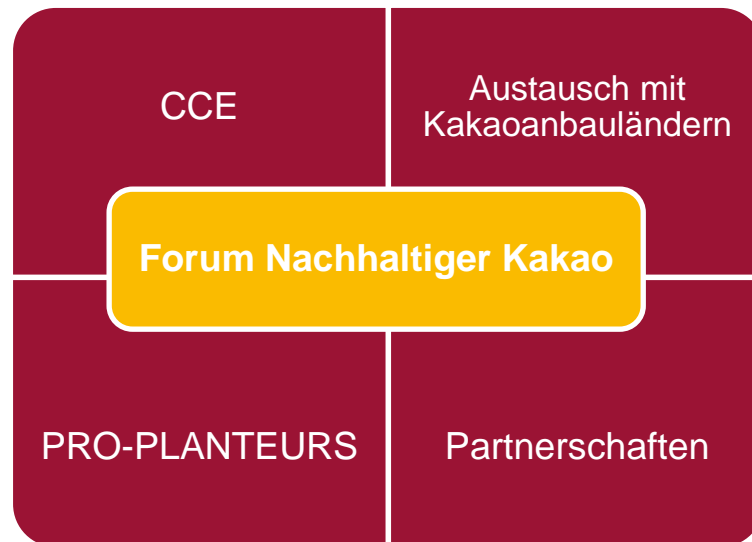 CCE
Austausch mit
Kakaoanbauländern
Forum Nachhaltiger Kakao
PRO-PLANTEURS
Partnerschaften